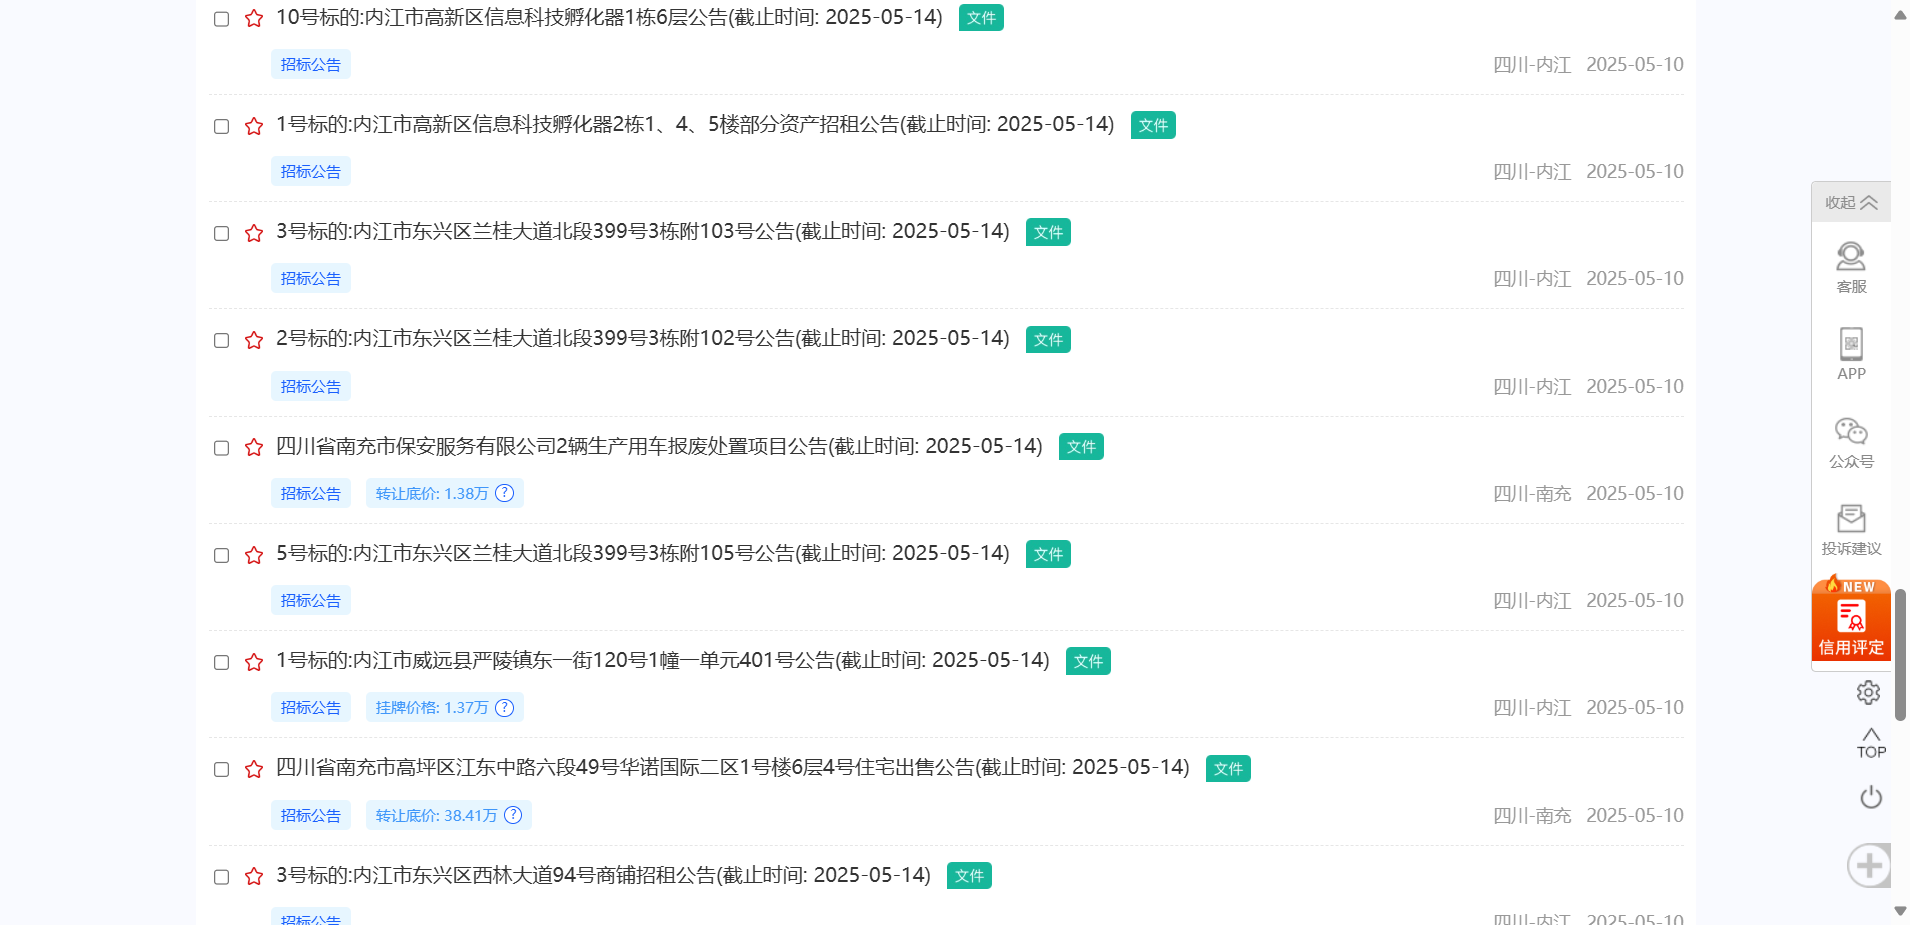 10号标的:内江市高新区信息科技孵化器1栋6层公告(截止时间: 2025-05-14) 文件
招标公告 四川-内江 2025-05-10
1号标的:内江市高新区信息科技孵化器2栋1、4、5楼部分资产招租公告(截止时间: 2025-05-14) 文件
招标公告 四川-内江 2025-05-10
3号标的:内江市东兴区兰桂大道北段399号3栋附103号公告(截止时间: 2025-05-14) 文件
招标公告 四川-内江 2025-05-10
2号标的:内江市东兴区兰桂大道北段399号3栋附102号公告(截止时间: 2025-05-14) 文件
招标公告 四川-内江 2025-05-10
四川省南充市保安服务有限公司2辆生产用车报废处置项目公告(截止时间: 2025-05-14) 文件
招标公告 转让底价: 1.38万 ? 四川-南充 2025-05-10
5号标的:内江市东兴区兰桂大道北段399号3栋附105号公告(截止时间: 2025-05-14) 文件
招标公告 四川-内江 2025-05-10
1号标的:内江市威远县严陵镇东一街120号1幢一单元401号公告(截止时间: 2025-05-14) 文件
招标公告 挂牌价格: 1.37万 ? 四川-内江 2025-05-10
四川省南充市高坪区江东中路六段49号华诺国际二区1号楼6层4号住宅出售公告(截止时间: 2025-05-14) 文件
招标公告 转让底价: 38.41万 ? 四川-南充 2025-05-10
3号标的:内江市东兴区西林大道94号商铺招租公告(截止时间: 2025-05-14) 文件
招标公告 四川-内江 2025-05-10
收起
客服
APP
公众号
投诉建议
NEW
信用评定
TOP